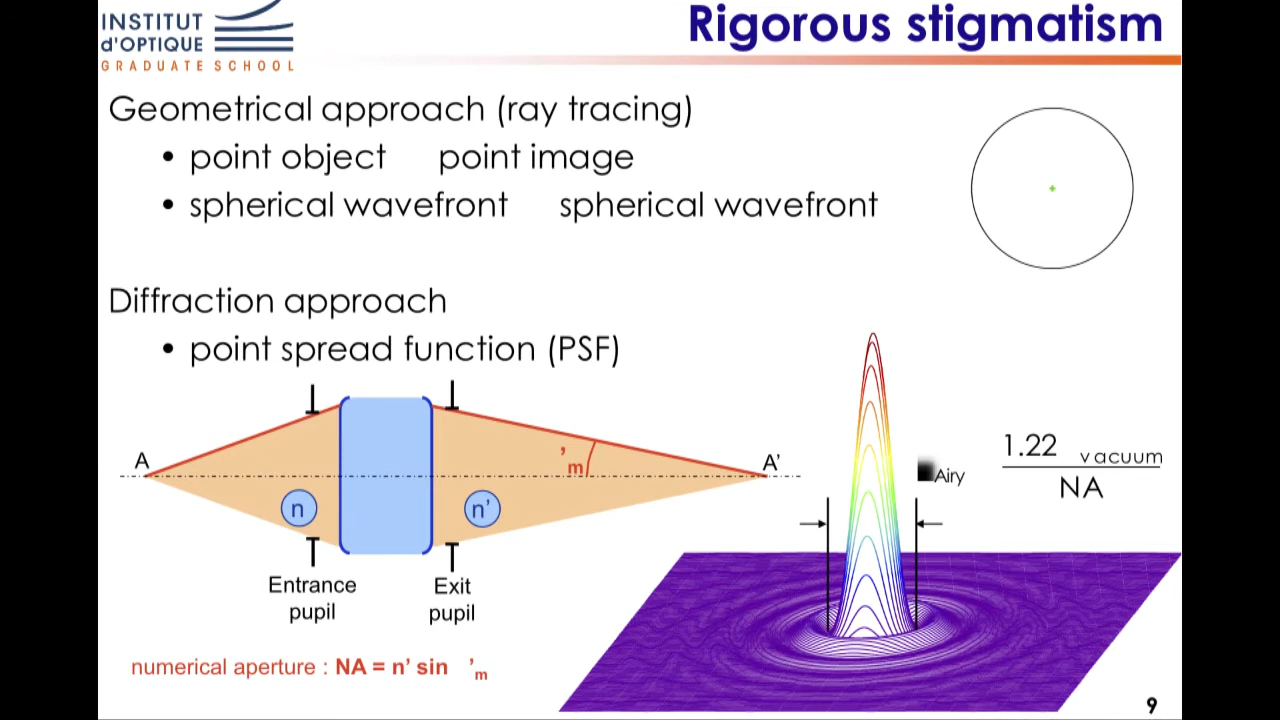 INSTITUT
d'OPTIQUE
GRADUATE SCHOOL
Rigorous stigmatism
Geometrical approach (ray tracing)
• point object point image
• spherical wavefront spherical wavefront
Diffraction approach
• point spread function (PSF)
A
'm
A'
n
n'
Entrance
pupil
Exit
pupil
numerical aperture : NA = n' sin 'm
Airy
1.22 vacuum
NA
9